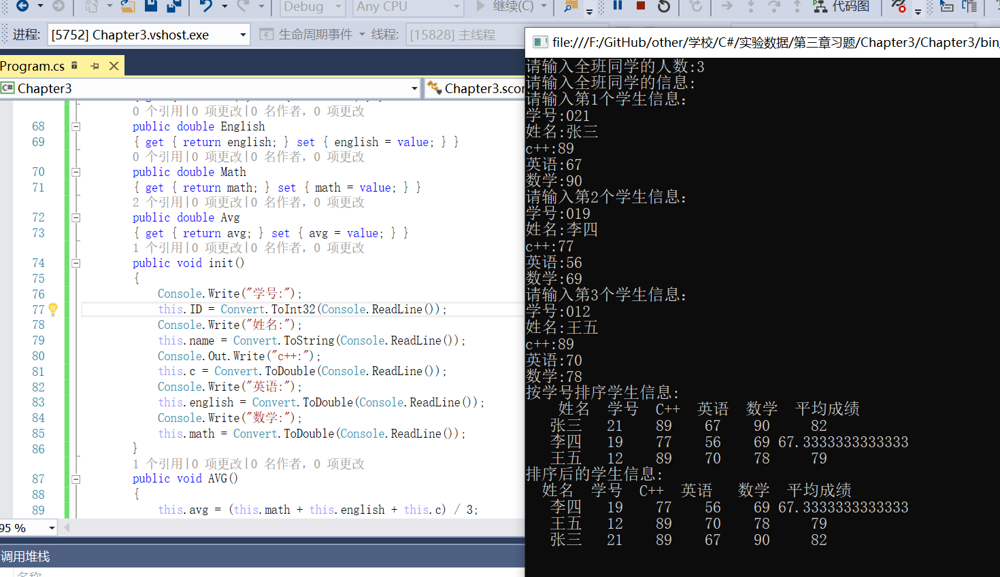 Debug Any CPU 继续(C) 代码图
进程: [5752] Chapter3.vshost.exe 生命周期事件 线程: [15828] 主线程
Program.cs
Chapter3 Chapter3.scor
0 个引用|0 项更改|0 名作者, 0 项更改
68 public double English
69 { get { return english; } set { english = value; } }
0 个引用|0 项更改|0 名作者, 0 项更改
70 public double Math
71 { get { return math; } set { math = value; } }
2 个引用|0 项更改|0 名作者, 0 项更改
72 public double Avg
73 { get { return avg; } set { avg = value; } }
1 个引用|0 项更改|0 名作者, 0 项更改
74 public void init()
75 {
76 Console.Write("学号:");
77 this.ID = Convert.ToInt32(Console.ReadLine());
78 Console.Write("姓名:");
79 this.name = Convert.ToString(Console.ReadLine());
80 Console.Out.Write("c++:");
81 this.c = Convert.ToDouble(Console.ReadLine());
82 Console.Write("英语:");
83 this.english = Convert.ToDouble(Console.ReadLine());
84 Console.Write("数学:");
85 this.math = Convert.ToDouble(Console.ReadLine());
86 }
1 个引用|0 项更改|0 名作者, 0 项更改
87 public void AVG()
88 {
89 this.avg = (this.math + this.english + this.c) / 3;
95 %
调用堆栈
名称
file:///F:/GitHub/other/学校/C#/实验数据/第三章习题/Chapter3/Chapter3/bin/
请输入全班同学的人数:3
请输入全班同学的信息:
请输入第1个学生信息:
学号:021
姓名:张三
c++:89
英语:67
数学:90
请输入第2个学生信息:
学号:019
姓名:李四
c++:77
英语:56
数学:69
请输入第3个学生信息:
学号:012
姓名:王五
c++:89
英语:70
数学:78
按学号排序学生信息:
姓名 学号 C++ 英语 数学 平均成绩
张三 21 89 67 90 82
李四 19 77 56 69 67.3333333333333
王五 12 89 70 78 79
排序后的学生信息:
姓名 学号 C++ 英语 数学 平均成绩
李四 19 77 56 69 67.3333333333333
王五 12 89 70 78 79
张三 21 89 67 90 82